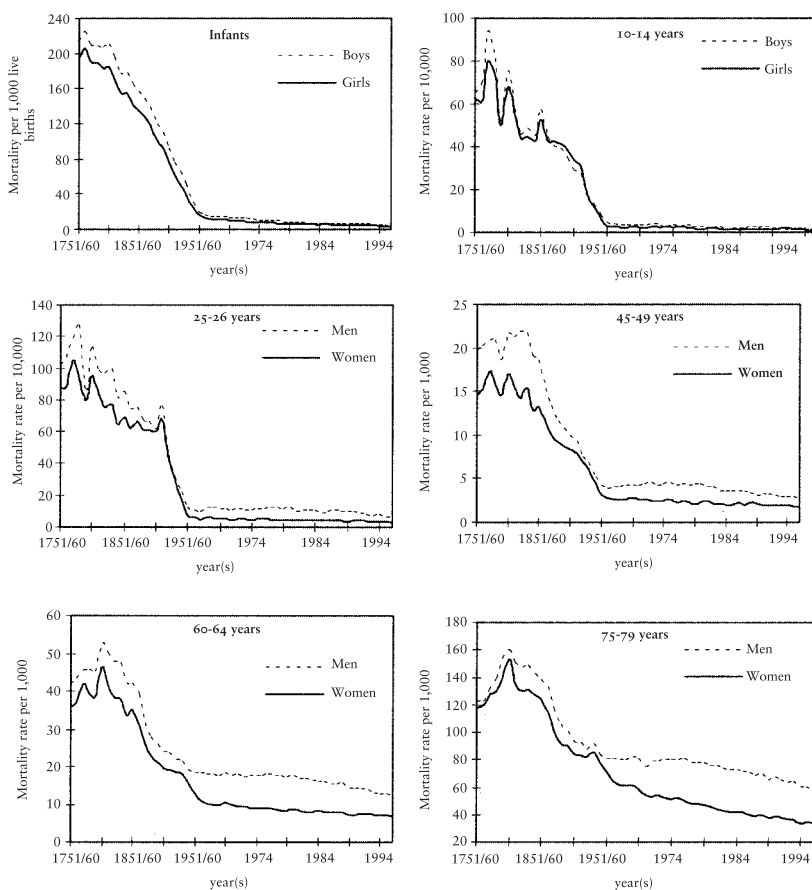 Infants
Boys
Girls
Mortality per 1,000 live
births
240
200
160
120
80
40
0
1751/60 1851/60 1951/60 1974 1984 1994
year(s)
10-14 years
Boys
Girls
Mortality rate per 10,000
100
80
60
40
20
0
1751/60 1851/60 1951/60 1974 1984 1994
year(s)
25-26 years
Men
Women
Mortality rate per 10,000
140
120
100
80
60
40
20
0
1751/60 1851/60 1951/60 1974 1984 1994
year(s)
45-49 years
Men
Women
Mortality rate per 1,000
25
20
15
10
5
0
1751/60 1851/60 1951/60 1974 1984 1994
year(s)
60-64 years
Men
Women
Mortality rate per 1,000
60
50
40
30
20
10
0
1751/60 1851/60 1951/60 1974 1984 1994
year(s)
75-79 years
Men
Women
Mortality rate per 1,000
180
160
140
120
100
80
60
40
20
1751/60 1851/60 1951/60 1974 1984 1994
year(s)